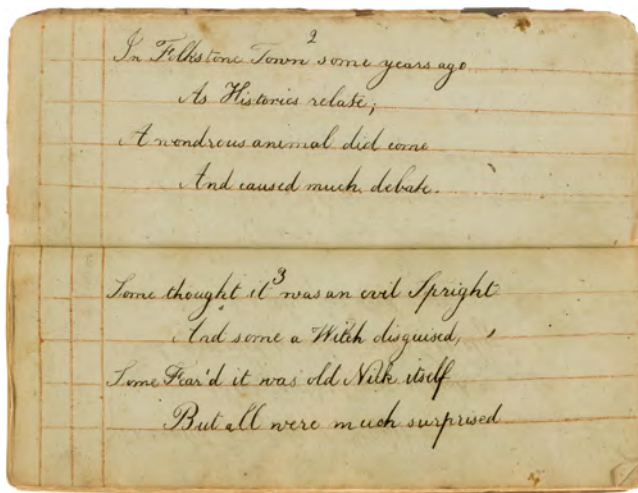 2
In Folkstone Town some years ago
As Histories relate;
A wondrous animal did come
And caused much debate.
3
Some thought it was an evil Spright
And some a Witch disguised,
Some Fear'd it was old Nick itself
But all were much surprised